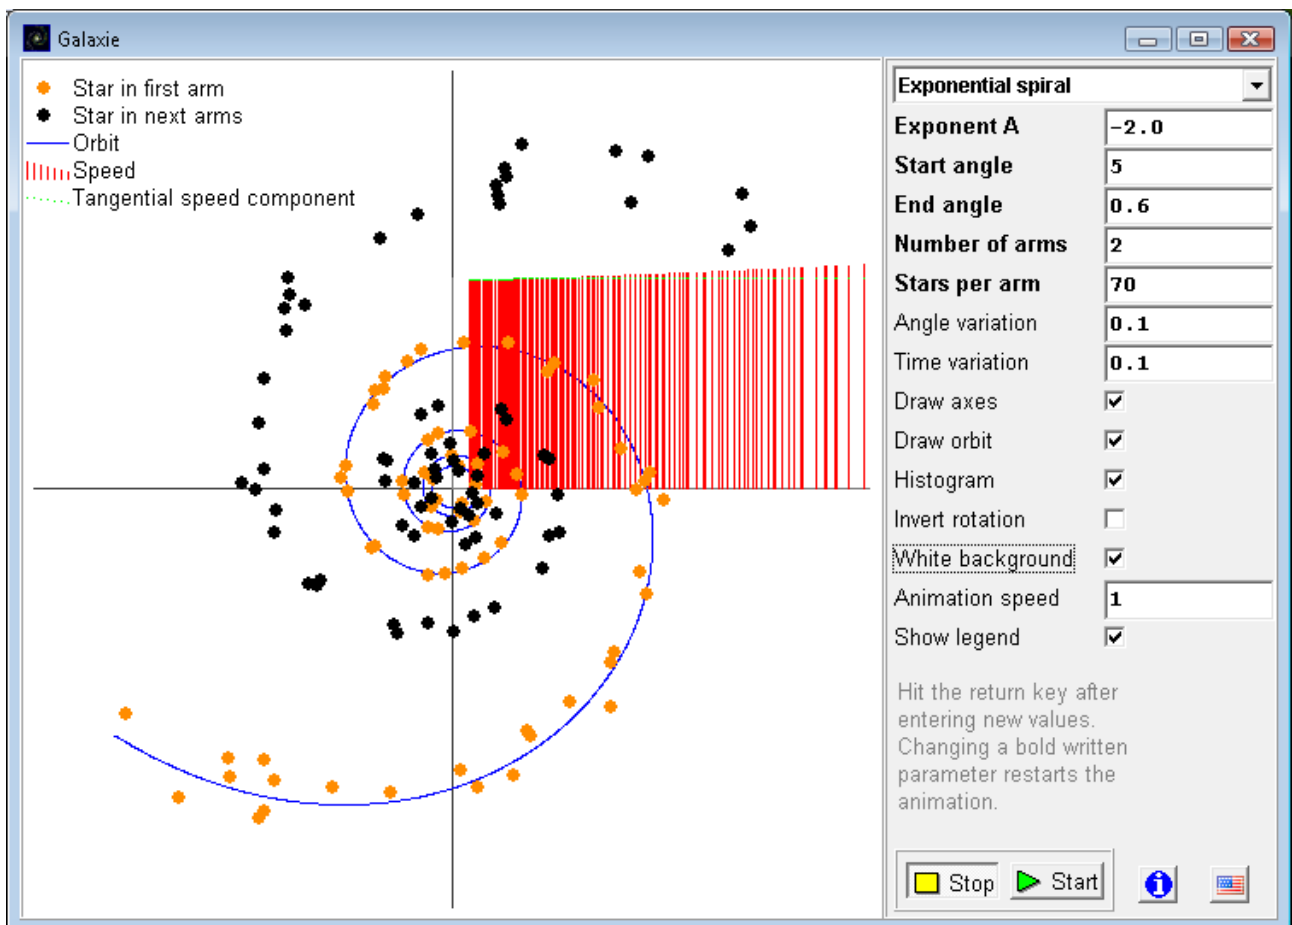 Galaxie
Star in first arm
Star in next arms
Orbit
Speed
Tangential speed component
Exponential spiral
Exponent A -2.0
Start angle 5
End angle 0.6
Number of arms 2
Stars per arm 70
Angle variation 0.1
Time variation 0.1
Draw axes
Draw orbit
Histogram
Invert rotation
White background
Animation speed 1
Show legend
Hit the return key after
entering new values.
Changing a bold written
parameter restarts the
animation.
Stop Start i